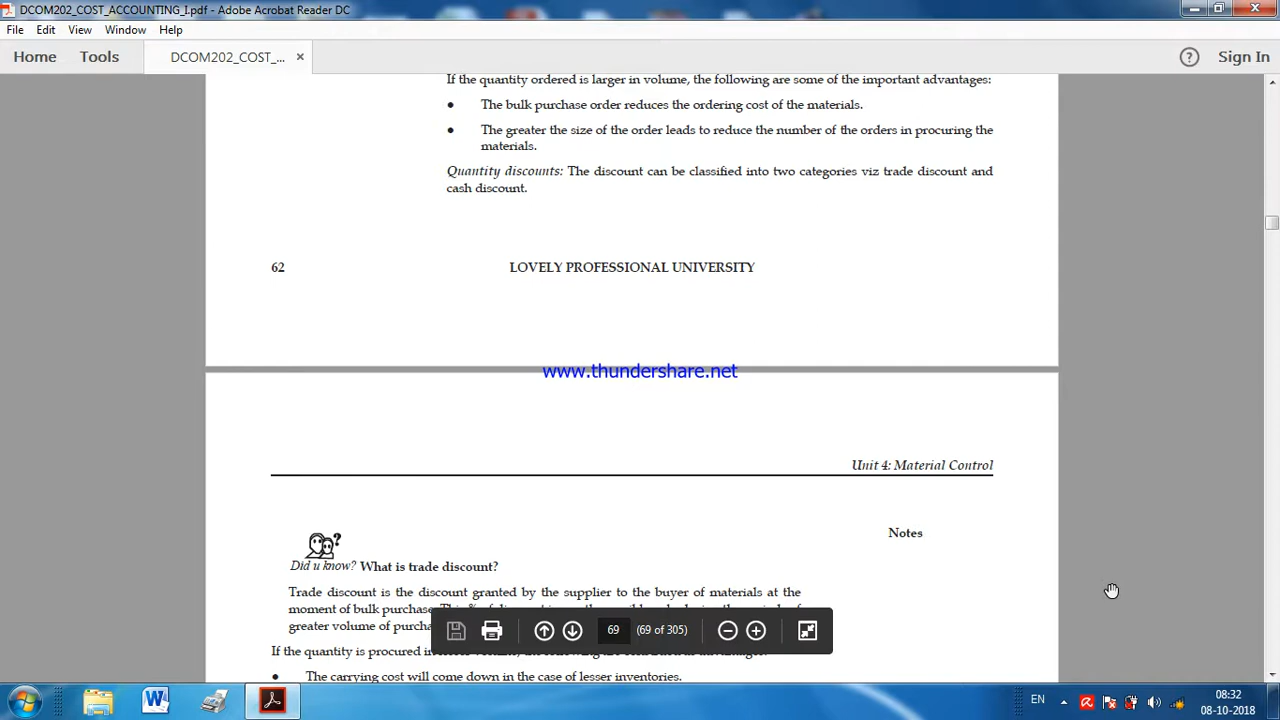 DCOM202_COST_ACCOUNTING_I.pdf - Adobe Acrobat Reader DC
File Edit View Window Help
Home Tools DCOM202_COST_... × ? Sign In
If the quantity ordered is larger in volume, the following are some of the important advantages:
● The bulk purchase order reduces the ordering cost of the materials.
● The greater the size of the order leads to reduce the number of the orders in procuring the
materials.
Quantity discounts: The discount can be classified into two categories viz trade discount and
cash discount.
62 LOVELY PROFESSIONAL UNIVERSITY
www.thundershare.net
Unit 4: Material Control
Notes
?
Did u know? What is trade discount?
Trade discount is the discount granted by the supplier to the buyer of materials at the
moment of bulk purchase.
greater volume of
69 (69 of 305)
If the quantity is procured in
● The carrying cost will come down in the case of lesser inventories.
EN 08:32
08-10-2018